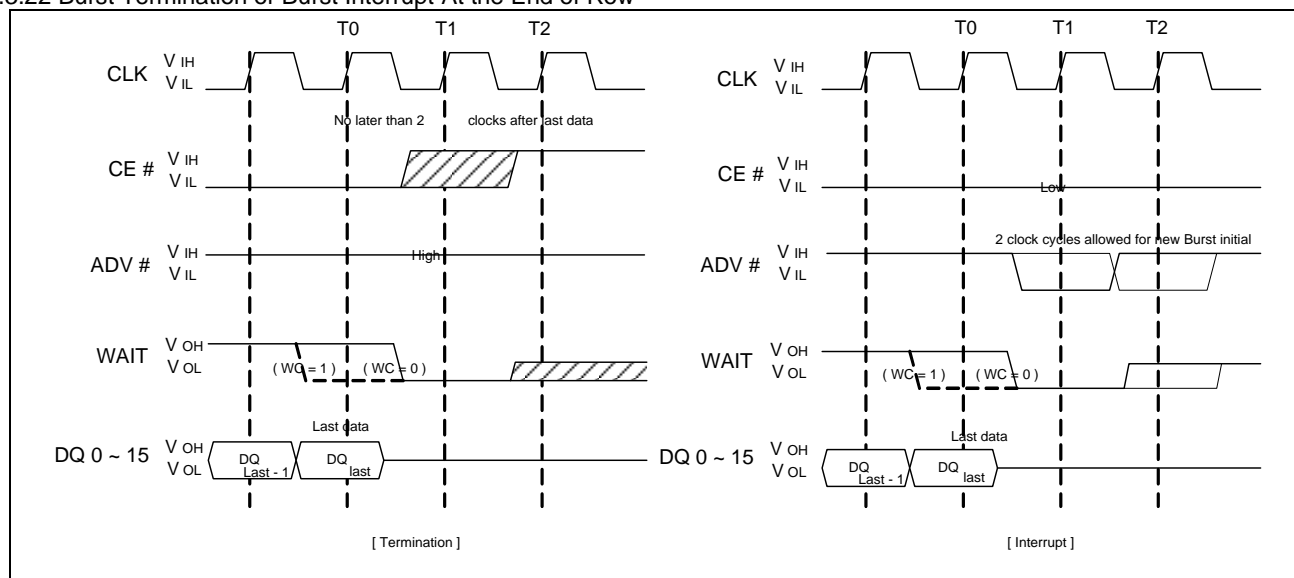 .8.22 Burst Termination or Burst Interrupt At the End of Row
T0 T1 T2
CLK V IH
V IL
No later than 2 clocks after last data
CE # V IH
V IL
ADV # V IH
V IL
High
WAIT V OH
V OL
( WC = 1 ) ( WC = 0 )
Last data
DQ 0 ~ 15 V OH
V OL
DQ Last - 1 DQ last
[ Termination ]
T0 T1 T2
CLK V IH
V IL
CE # V IH
V IL
Low
2 clock cycles allowed for new Burst initial
ADV # V IH
V IL
WAIT V OH
V OL
( WC = 1 ) ( WC = 0 )
Last data
DQ 0 ~ 15 V OH
V OL
DQ Last - 1 DQ last
[ Interrupt ]